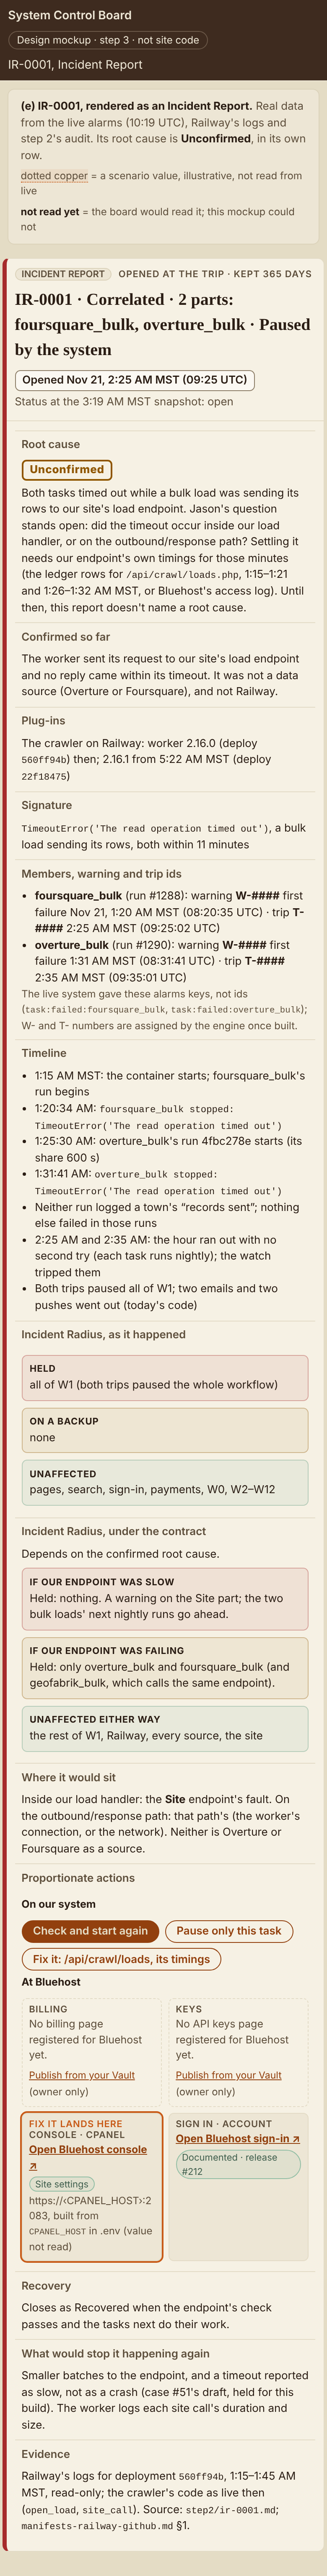 System Control Board
Design mockup · step 3 · not site code
IR-0001, Incident Report
(e) IR-0001, rendered as an Incident Report. Real data
from the live alarms (10:19 UTC), Railway's logs and
step 2's audit. Its root cause is Unconfirmed, in its own
row.
dotted copper = a scenario value, illustrative, not read from
live
not read yet = the board would read it; this mockup could
not
INCIDENT REPORT OPENED AT THE TRIP · KEPT 365 DAYS
IR-0001 · Correlated · 2 parts:
foursquare_bulk, overture_bulk · Paused
by the system
Opened Nov 21, 2:25 AM MST (09:25 UTC)
Status at the 3:19 AM MST snapshot: open
Root cause
Unconfirmed
Both tasks timed out while a bulk load was sending its
rows to our site's load endpoint. Jason's question
stands open: did the timeout occur inside our load
handler, or on the outbound/response path? Settling it
needs our endpoint's own timings for those minutes
(the ledger rows for /api/crawl/loads.php, 1:15–1:21
and 1:26–1:32 AM MST, or Bluehost's access log). Until
then, this report doesn't name a root cause.
Confirmed so far
The worker sent its request to our site's load endpoint
and no reply came within its timeout. It was not a data
source (Overture or Foursquare), and not Railway.
Plug-ins
The crawler on Railway: worker 2.16.0 (deploy
560ff94b) then; 2.16.1 from 5:22 AM MST (deploy
22f18475)
Signature
TimeoutError('The read operation timed out'), a bulk
load sending its rows, both within 11 minutes
Members, warning and trip ids
• foursquare_bulk (run #1288): warning W-#### first
failure Nov 21, 1:20 AM MST (08:20:35 UTC) · trip T-
#### 2:25 AM MST (09:25:02 UTC)
• overture_bulk (run #1290): warning W-#### first
failure 1:31 AM MST (08:31:41 UTC) · trip T-####
2:35 AM MST (09:35:01 UTC)
The live system gave these alarms keys, not ids
(task:failed:foursquare_bulk, task:failed:overture_bulk);
W- and T- numbers are assigned by the engine once built.
Timeline
• 1:15 AM MST: the container starts; foursquare_bulk's
run begins
• 1:20:34 AM: foursquare_bulk stopped:
TimeoutError('The read operation timed out')
• 1:25:30 AM: overture_bulk's run 4fbc278e starts (its
share 600 s)
• 1:31:41 AM: overture_bulk stopped:
TimeoutError('The read operation timed out')
• Neither run logged a town's “records sent”; nothing
else failed in those runs
• 2:25 AM and 2:35 AM: the hour ran out with no
second try (each task runs nightly); the watch
tripped them
• Both trips paused all of W1; two emails and two
pushes went out (today's code)
Incident Radius, as it happened
HELD
all of W1 (both trips paused the whole workflow)
ON A BACKUP
none
UNAFFECTED
pages, search, sign-in, payments, W0, W2–W12
Incident Radius, under the contract
Depends on the confirmed root cause.
IF OUR ENDPOINT WAS SLOW
Held: nothing. A warning on the Site part; the two
bulk loads' next nightly runs go ahead.
IF OUR ENDPOINT WAS FAILING
Held: only overture_bulk and foursquare_bulk (and
geofabrik_bulk, which calls the same endpoint).
UNAFFECTED EITHER WAY
the rest of W1, Railway, every source, the site
Where it would sit
Inside our load handler: the Site endpoint's fault. On
the outbound/response path: that path's (the worker's
connection, or the network). Neither is Overture or
Foursquare as a source.
Proportionate actions
On our system
Check and start again Pause only this task
Fix it: /api/crawl/loads, its timings
At Bluehost
BILLING
No billing page
registered for Bluehost
yet.
Publish from your Vault
(owner only)
KEYS
No API keys page
registered for Bluehost
yet.
Publish from your Vault
(owner only)
FIX IT LANDS HERE
CONSOLE · CPANEL
Open Bluehost console
↗
Site settings
https://‹CPANEL_HOST›:2
083, built from
CPANEL_HOST in .env (value
not read)
SIGN IN · ACCOUNT
Open Bluehost sign-in ↗
Documented · release
#212
Recovery
Closes as Recovered when the endpoint's check
passes and the tasks next do their work.
What would stop it happening again
Smaller batches to the endpoint, and a timeout reported
as slow, not as a crash (case #51's draft, held for this
build). The worker logs each site call's duration and
size.
Evidence
Railway's logs for deployment 560ff94b, 1:15–1:45 AM
MST, read-only; the crawler's code as live then
(open_load, site_call). Source: step2/ir-0001.md;
manifests-railway-github.md §1.